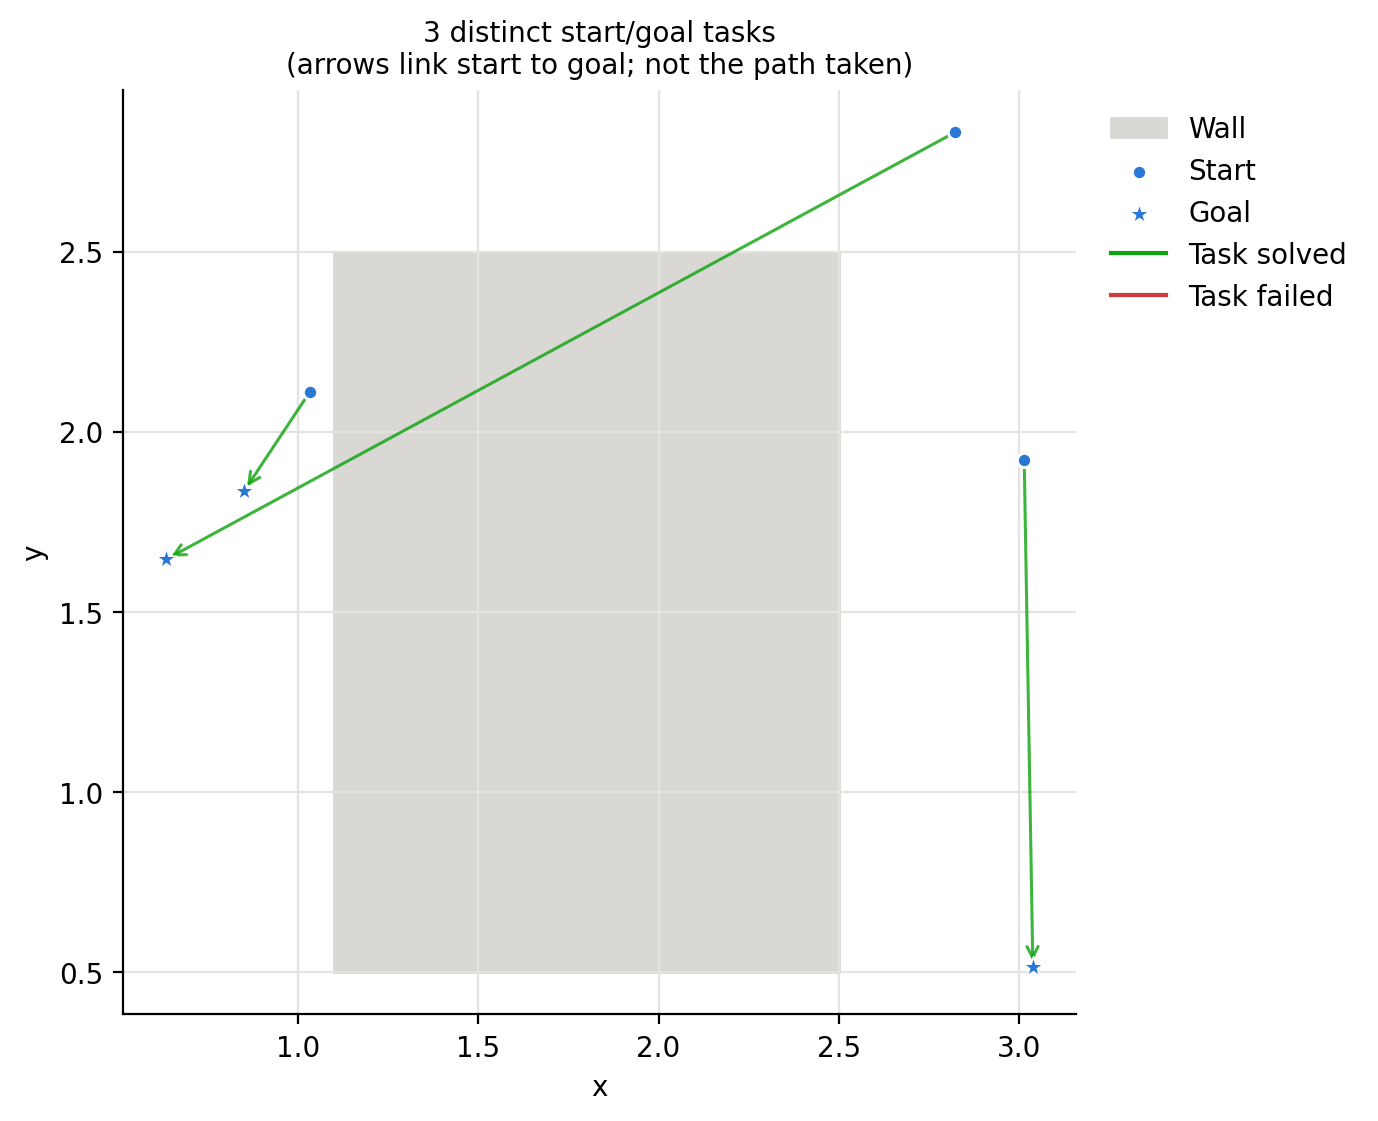 3 distinct start/goal tasks
(arrows link start to goal; not the path taken)
Wall
Start
Goal
Task solved
Task failed
2.5
2.0
1.5
1.0
0.5
y
1.0 1.5 2.0 2.5 3.0
x